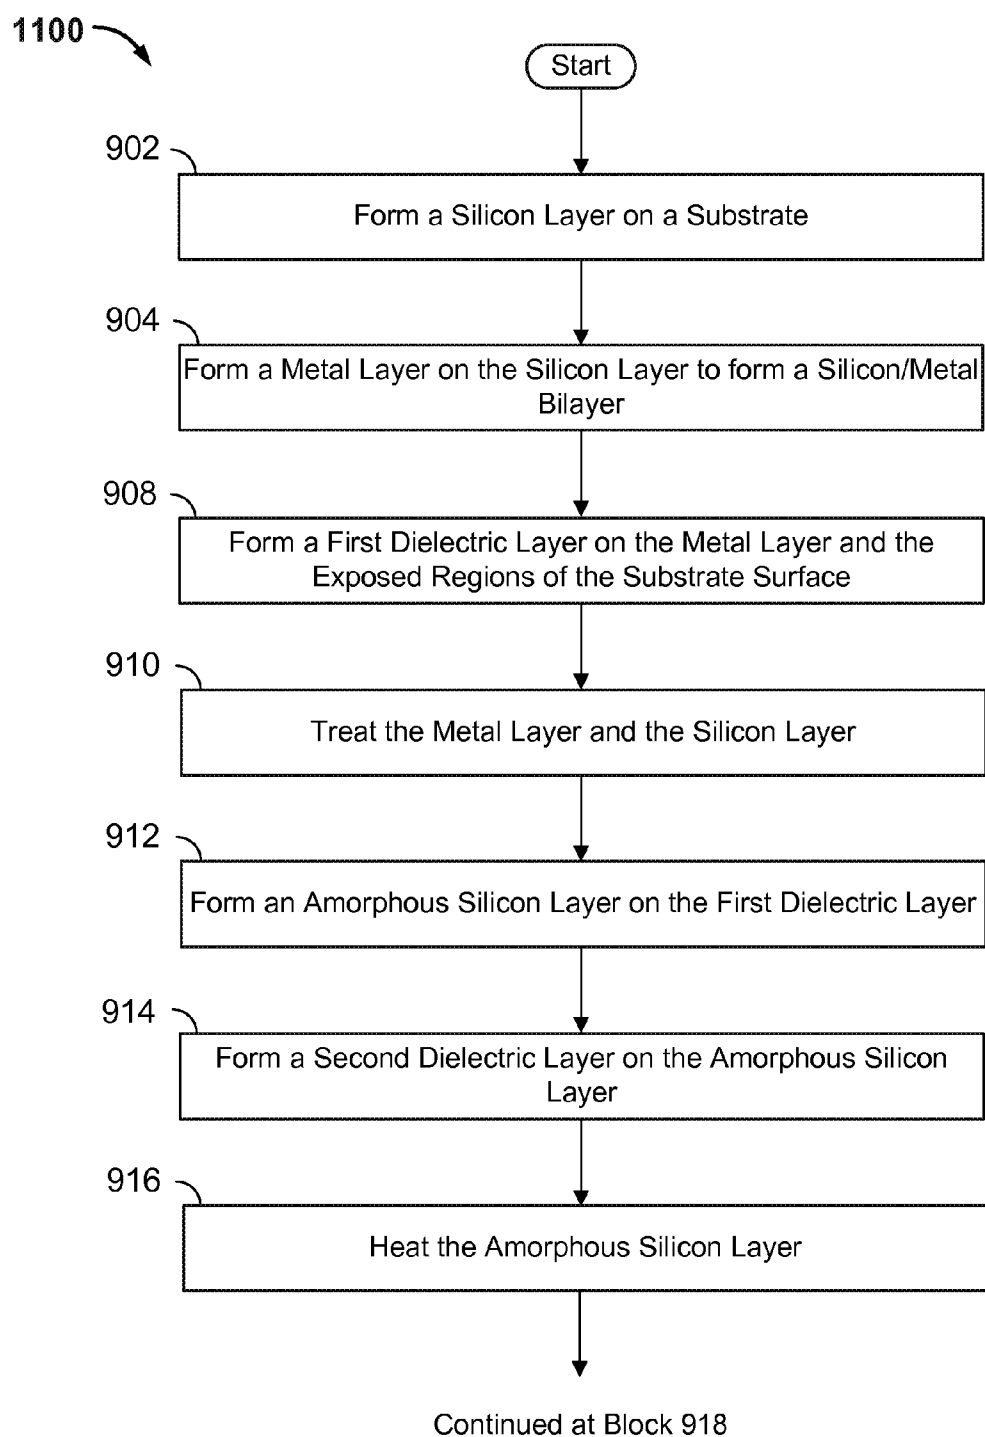 1100
Start
902
Form a Silicon Layer on a Substrate
904
Form a Metal Layer on the Silicon Layer to form a Silicon/Metal
Bilayer
908
Form a First Dielectric Layer on the Metal Layer and the
Exposed Regions of the Substrate Surface
910
Treat the Metal Layer and the Silicon Layer
912
Form an Amorphous Silicon Layer on the First Dielectric Layer
914
Form a Second Dielectric Layer on the Amorphous Silicon
Layer
916
Heat the Amorphous Silicon Layer
Continued at Block 918